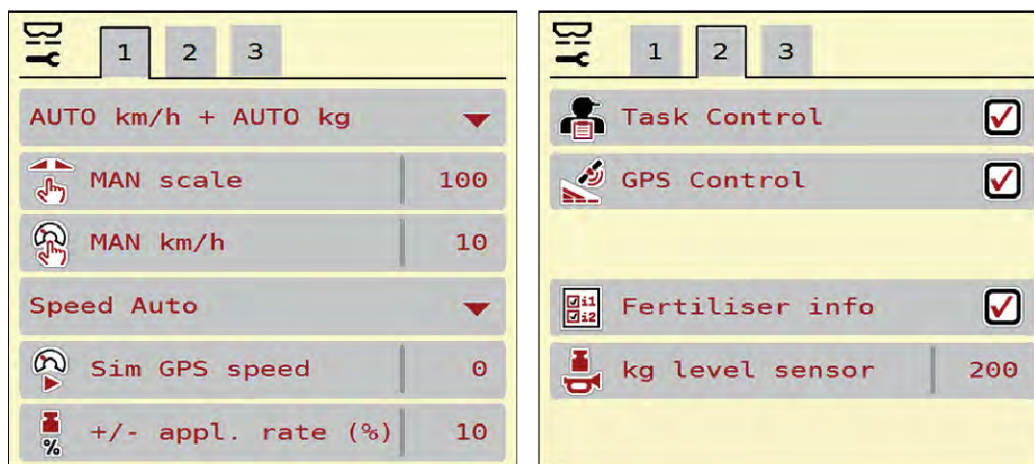 1 2 3
AUTO km/h + AUTO kg
MAN scale 100
MAN km/h 10
Speed Auto
Sim GPS speed 0
% +/- appl. rate (%) 10
1 2 3
Task Control
GPS Control
i1
i2
Fertiliser info
kg level sensor 200